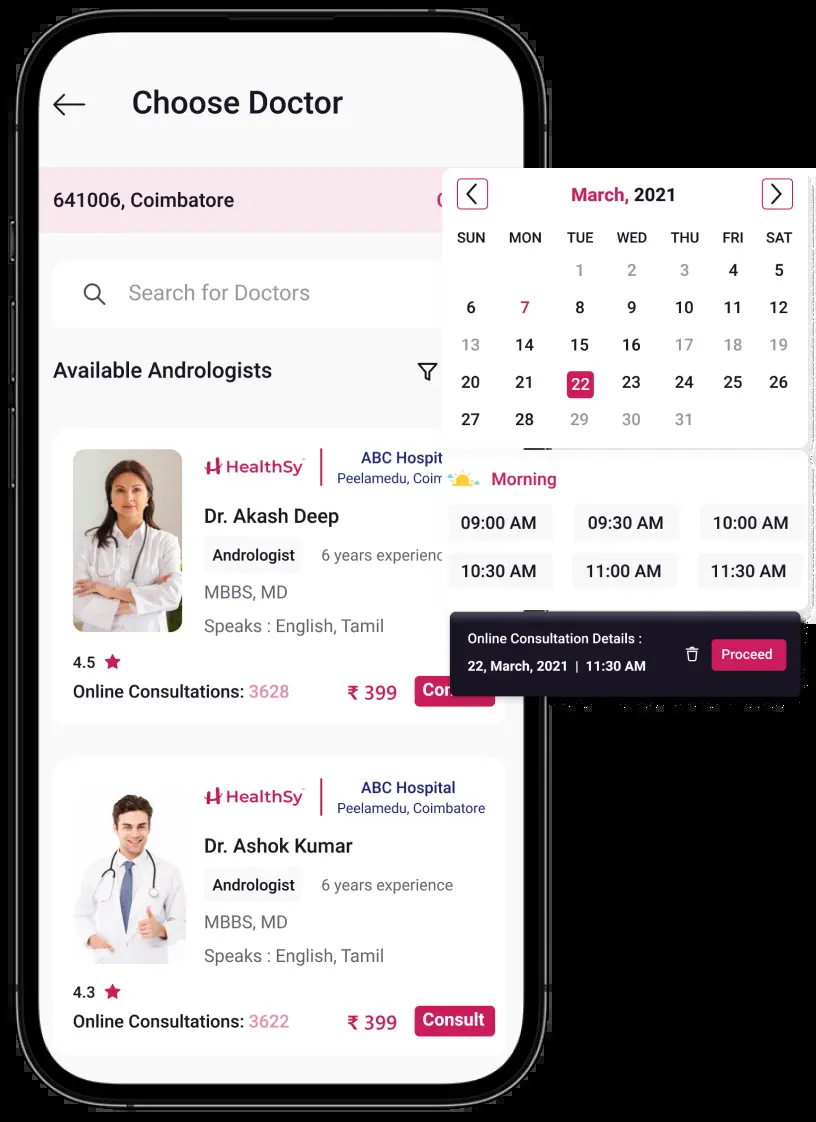 Choose Doctor
641006, Coimbatore
Search for Doctors
Available Andrologists
HealthSy
ABC Hospit
Peelamedu, Coim
Dr. Akash Deep
Andrologist 6 years experienc
MBBS, MD
Speaks : English, Tamil
4.5
Online Consultations: 3628 ₹ 399
HealthSy
ABC Hospital
Peelamedu, Coimbatore
Dr. Ashok Kumar
Andrologist 6 years experience
MBBS, MD
Speaks : English, Tamil
4.3
Online Consultations: 3622 ₹ 399 Consult
March, 2021
SUN MON TUE WED THU FRI SAT
1 2 3 4 5
6 7 8 9 10 11 12
13 14 15 16 17 18 19
20 21 22 23 24 25 26
27 28 29 30 31
Morning
09:00 AM 09:30 AM 10:00 AM
10:30 AM 11:00 AM 11:30 AM
Online Consultation Details :
22, March, 2021 | 11:30 AM
Proceed